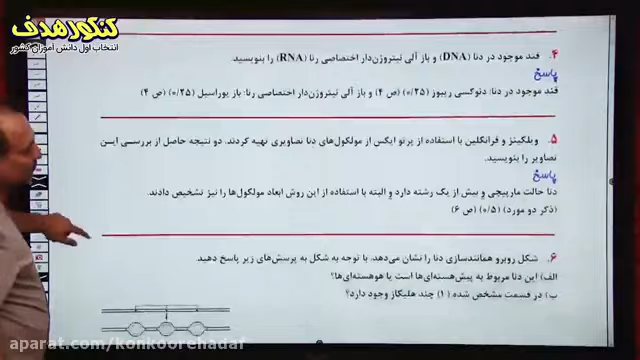 کنکور هدف
انتخاب اول دانش آموزان کشور
۴. قند موجود در دنا (DNA) و باز آلی نیتروژن‌دار اختصاصی رنا (RNA) را بنویسید.
پاسخ
قند موجود در دنا: دئوکسی ریبوز (۰/۲۵) (ص ۴) و باز آلی نیتروژن‌دار اختصاصی رنا: باز یوراسیل (۰/۲۵) (ص ۴)
۵. ویلکینز و فرانکلین با استفاده از پرتو ایکس از مولکول‌های دنا تصاویری تهیه کردند. دو نتیجه حاصل از بررسی این
تصاویر را بنویسید.
پاسخ
دنا حالت مارپیچی و بیش از یک رشته دارد و البته با استفاده از این روش ابعاد مولکول‌ها را نیز تشخیص دادند.
(ذکر دو مورد) (۰/۵) (ص ۶)
۶. شکل روبرو همانندسازی دنا را نشان می‌دهد. با توجه به شکل به پرسش‌های زیر پاسخ دهید.
الف) این دنا مربوط به پیش‌هسته‌ای‌ها است یا هوهسته‌ای‌ها؟
ب) در قسمت مشخص شده (۱) چند هلیکاز وجود دارد؟
aparat.com/konkoorehadaf